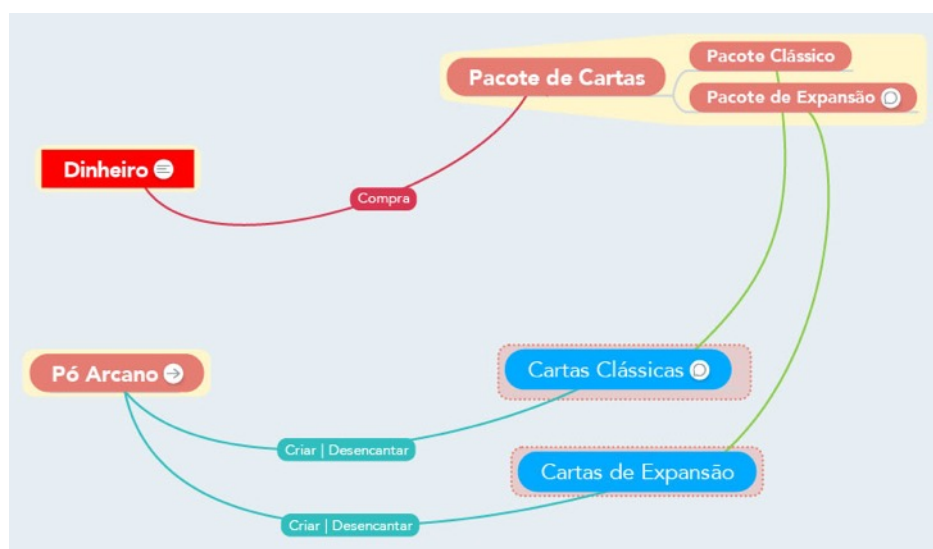 Pacote Clássico
Pacote de Cartas
Pacote de Expansão
Dinheiro
Compra
Pó Arcano
Cartas Clássicas
Criar | Desencantar
Cartas de Expansão
Criar | Desencantar